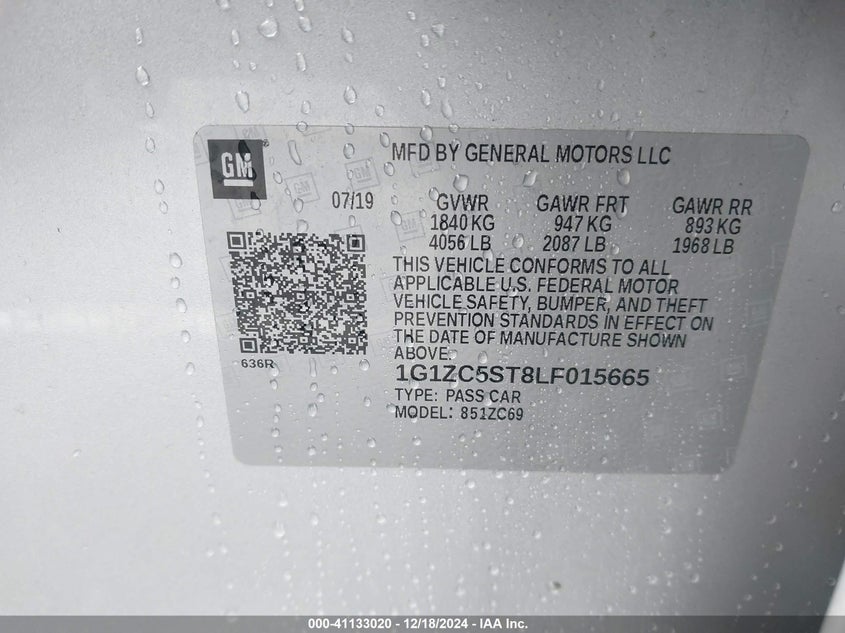 GM
MFD BY GENERAL MOTORS LLC
07/19 GVWR GAWR FRT GAWR RR
1840 KG 947 KG 893 KG
4056 LB 2087 LB 1968 LB
THIS VEHICLE CONFORMS TO ALL
APPLICABLE U.S. FEDERAL MOTOR
VEHICLE SAFETY, BUMPER, AND THEFT
PREVENTION STANDARDS IN EFFECT ON
THE DATE OF MANUFACTURE SHOWN
ABOVE.
636R
1G1ZC5ST8LF015665
TYPE: PASS CAR
MODEL: 851ZC69
000-41133020 - 12/18/2024 - IAA Inc.